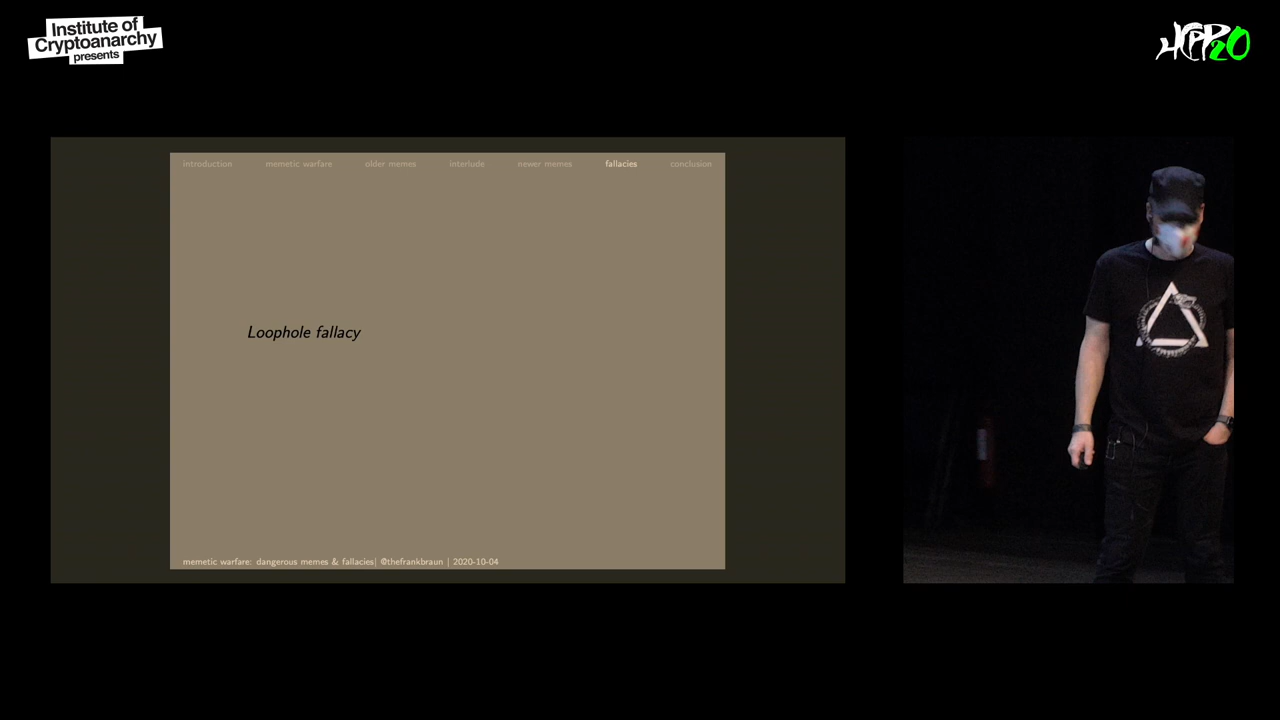 Institute of
Cryptoanarchy
presents
HCPP20
introduction memetic warfare older memes interlude newer memes fallacies conclusion
Loophole fallacy
memetic warfare: dangerous memes & fallacies| @thefrankbraun | 2020-10-04